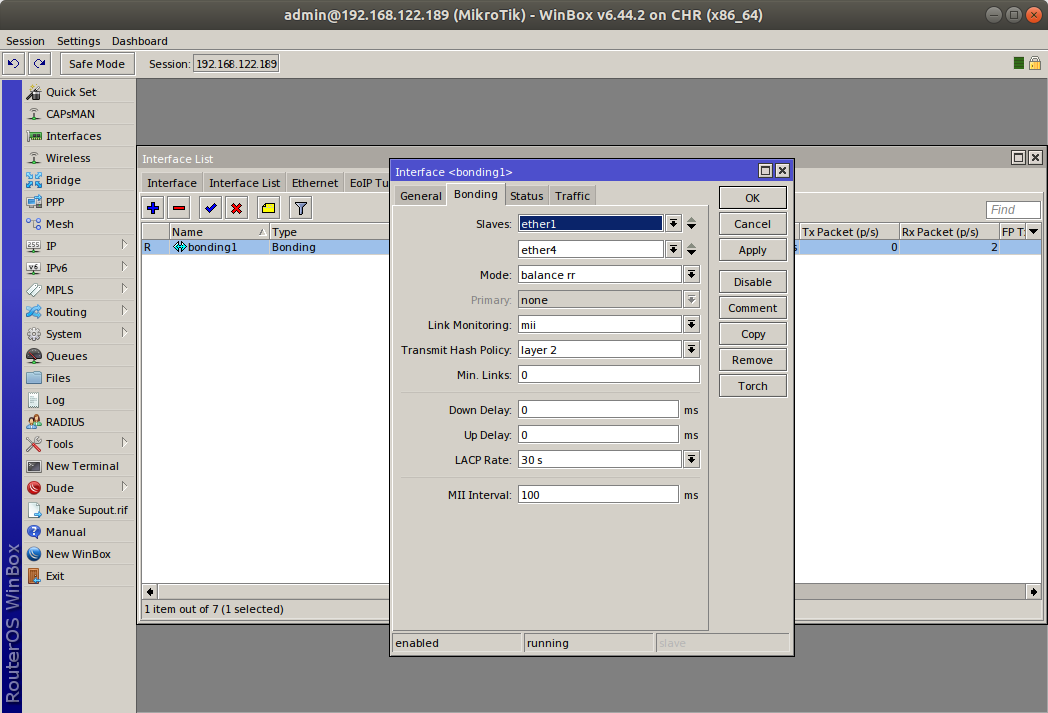 admin@192.168.122.189 (MikroTik) - WinBox v6.44.2 on CHR (x86_64)
Session Settings Dashboard
Safe Mode Session: 192.168.122.189
Quick Set
CAPsMAN
Interfaces
Wireless
Bridge
PPP
Mesh
IP
IPv6
MPLS
Routing
System
Queues
Files
Log
RADIUS
Tools
New Terminal
Dude
Make Supout.rif
Manual
New WinBox
Exit
RouterOS WinBox
Interface List
Interface Interface List Ethernet EoIP Tu
Find
Name Type Tx Packet (p/s) Rx Packet (p/s) FP T
R bonding1 Bonding 0 2
1 item out of 7 (1 selected)
Interface <bonding1>
General Bonding Status Traffic
Slaves: ether1
ether4
Mode: balance rr
Primary: none
Link Monitoring: mii
Transmit Hash Policy: layer 2
Min. Links: 0
Down Delay: 0 ms
Up Delay: 0 ms
LACP Rate: 30 s
MII Interval: 100 ms
OK
Cancel
Apply
Disable
Comment
Copy
Remove
Torch
enabled running slave